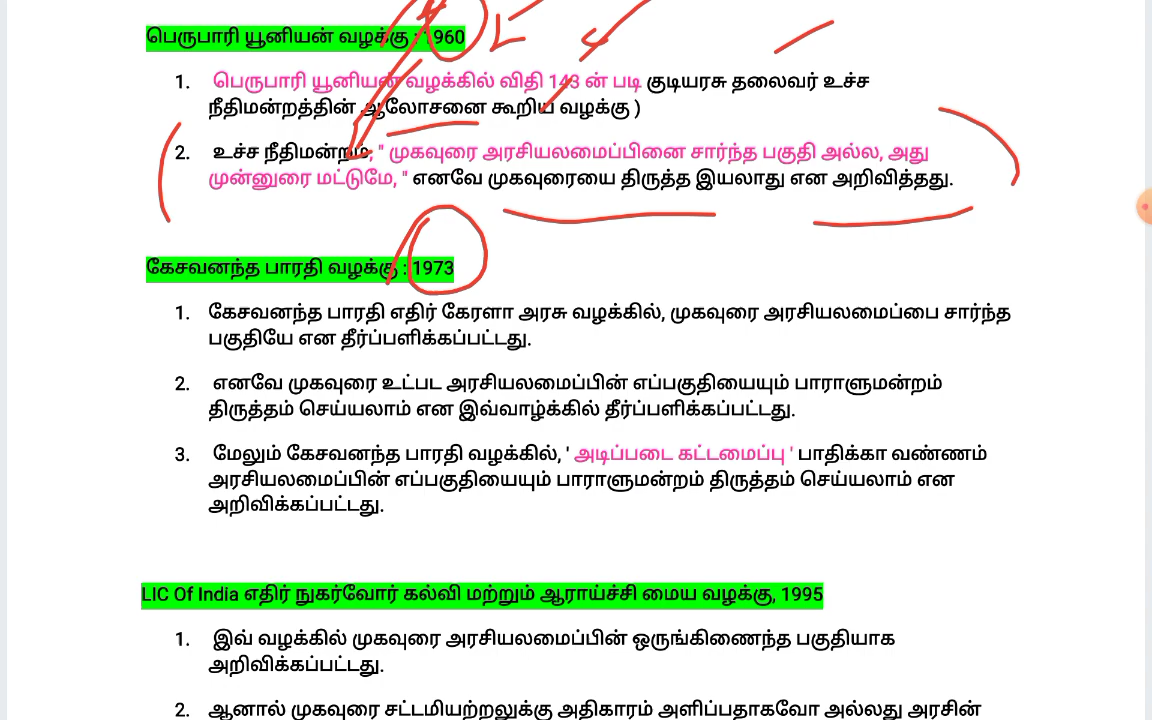 பெருபாரி யூனியன் வழக்கு : 1960
1. பெருபாரி யூனியன் வழக்கில் விதி 143 ன் படி குடியரசு தலைவர் உச்ச
நீதிமன்றத்தின் ஆலோசனை கூறிய வழக்கு )
2. உச்ச நீதிமன்றம், " முகவுரை அரசியலமைப்பினை சார்ந்த பகுதி அல்ல, அது
முன்னுரை மட்டுமே, " எனவே முகவுரையை திருத்த இயலாது என அறிவித்தது.
கேசவனந்த பாரதி வழக்கு : 1973
1. கேசவனந்த பாரதி எதிர் கேரளா அரசு வழக்கில், முகவுரை அரசியலமைப்பை சார்ந்த
பகுதியே என தீர்ப்பளிக்கப்பட்டது.
2. எனவே முகவுரை உட்பட அரசியலமைப்பின் எப்பகுதியையும் பாராளுமன்றம்
திருத்தம் செய்யலாம் என இவ்வாழ்க்கில் தீர்ப்பளிக்கப்பட்டது.
3. மேலும் கேசவனந்த பாரதி வழக்கில், ' அடிப்படை கட்டமைப்பு ' பாதிக்கா வண்ணம்
அரசியலமைப்பின் எப்பகுதியையும் பாராளுமன்றம் திருத்தம் செய்யலாம் என
அறிவிக்கப்பட்டது.
LIC Of India எதிர் நுகர்வோர் கல்வி மற்றும் ஆராய்ச்சி மைய வழக்கு, 1995
1. இவ் வழக்கில் முகவுரை அரசியலமைப்பின் ஒருங்கிணைந்த பகுதியாக
அறிவிக்கப்பட்டது.
2. ஆனால் முகவுரை சட்டமியற்றலுக்கு அதிகாரம் அளிப்பதாகவோ அல்லது அரசின்